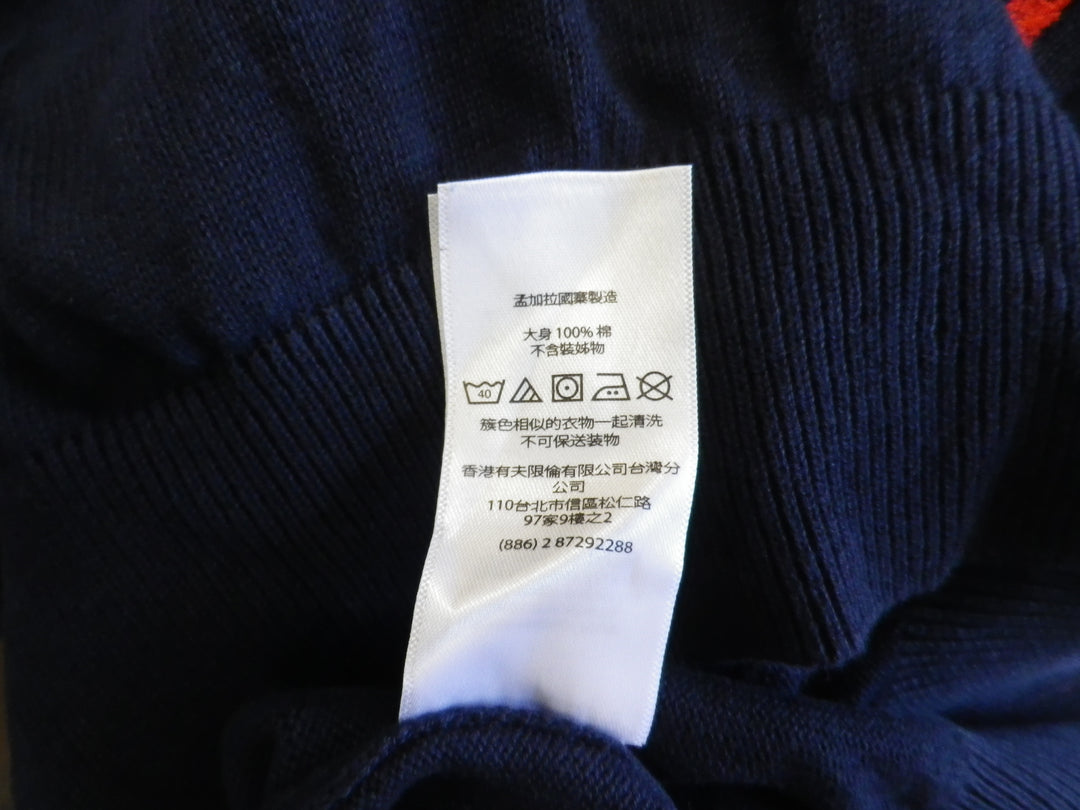 孟加拉國寨製造
大身 100% 棉
不含裝姊物
40
簇色相似的衣物一起清洗
不可保送裝物
香港有夫限倫有限公司台灣分
公司
110台北市信區松仁路
97家9樓之2
(886) 2 87292288